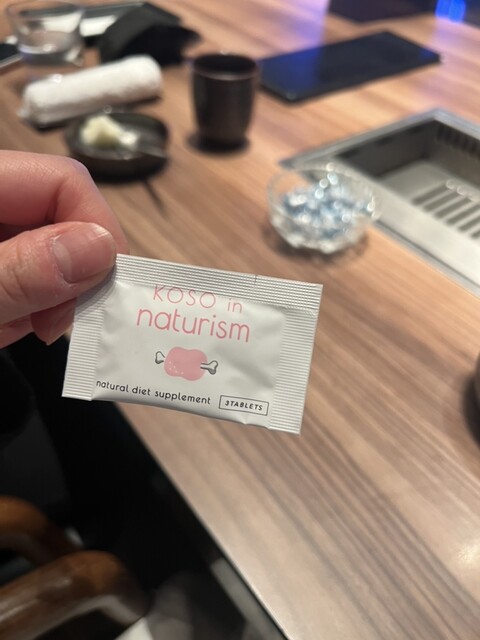 KOSO in
naturism
natural diet supplement
3TABLETS